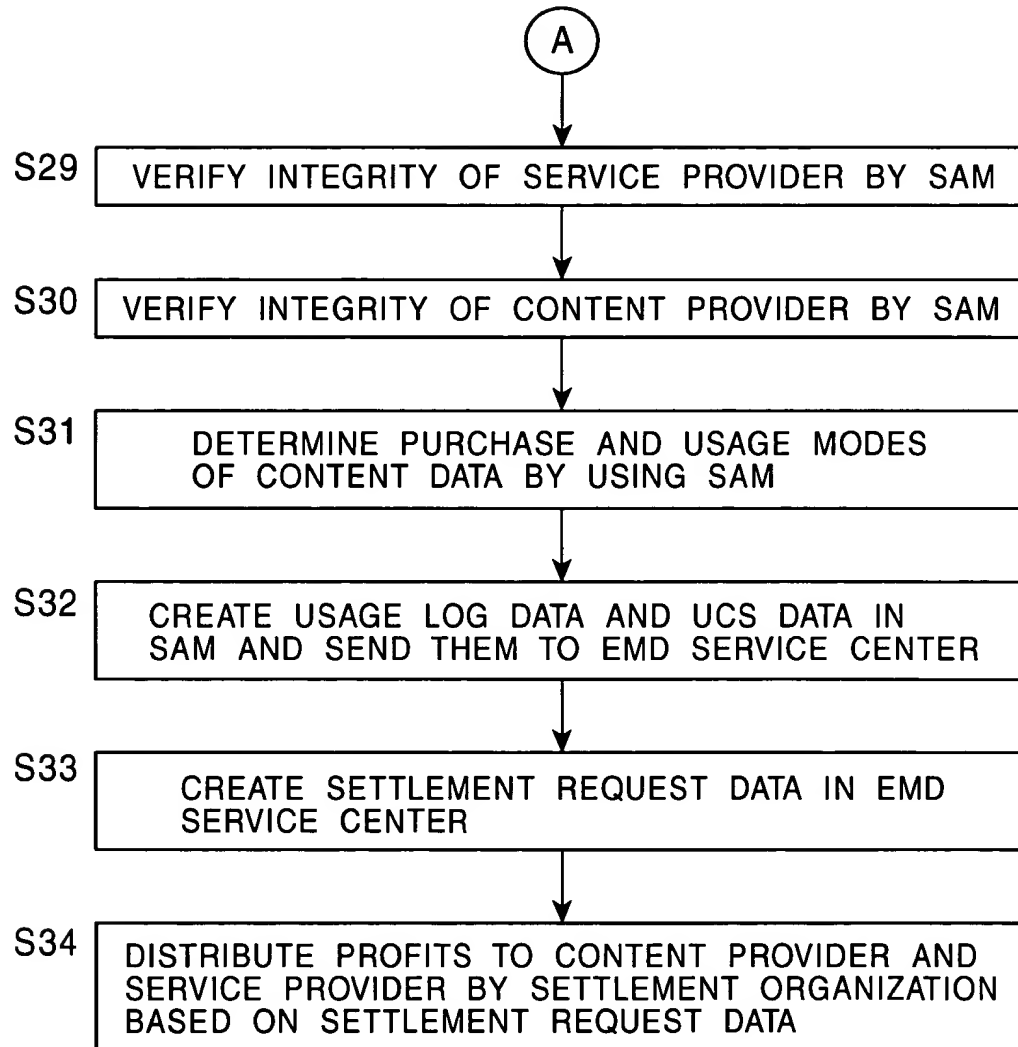 A
S29
VERIFY INTEGRITY OF SERVICE PROVIDER BY SAM
S30
VERIFY INTEGRITY OF CONTENT PROVIDER BY SAM
S31
DETERMINE PURCHASE AND USAGE MODES
OF CONTENT DATA BY USING SAM
S32
CREATE USAGE LOG DATA AND UCS DATA IN
SAM AND SEND THEM TO EMD SERVICE CENTER
S33
CREATE SETTLEMENT REQUEST DATA IN EMD
SERVICE CENTER
S34
DISTRIBUTE PROFITS TO CONTENT PROVIDER AND
SERVICE PROVIDER BY SETTLEMENT ORGANIZATION
BASED ON SETTLEMENT REQUEST DATA